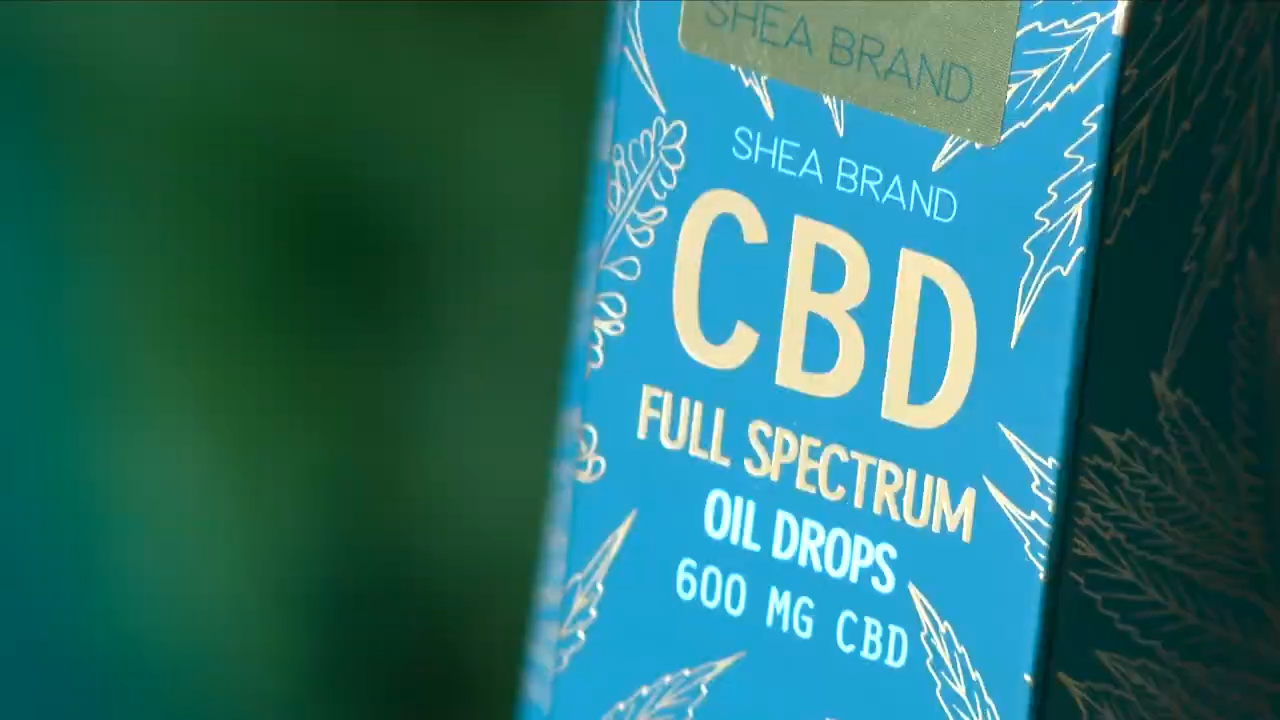 SHEA BRAND
SHEA BRAND
CBD
FULL SPECTRUM
OIL DROPS
600 MG CBD